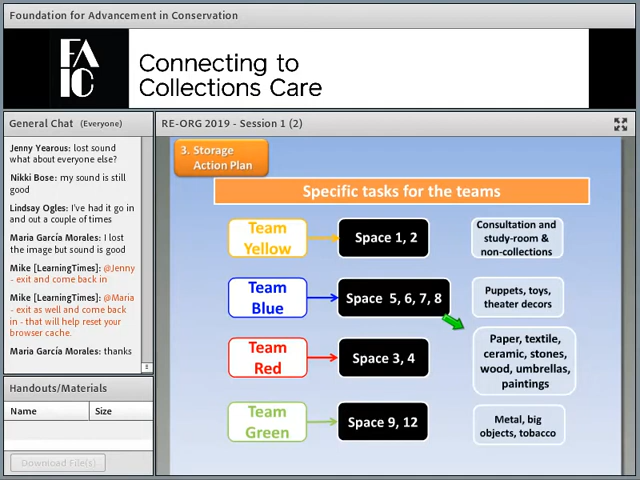 Foundation for Advancement in Conservation
FA
IC
Connecting to
Collections Care
General Chat (Everyone)
Jenny Yearous: lost sound
what about everyone else?
Nikki Bose: my sound is still
good
Lindsay Ogles: I've had it go in
and out a couple of times
Maria García Morales: I lost
the image but sound is good
Mike [LearningTimes]: @Jenny
- exit and come back in
Mike [LearningTimes]: @Maria
- exit as well and come back
in - that will help reset your
browser cache.
Maria García Morales: thanks
Handouts/Materials
Name Size
Download File(s)
RE-ORG 2019 - Session 1 (2)
3. Storage
Action Plan
Specific tasks for the teams
Team
Yellow
Space 1, 2
Consultation and
study-room &
non-collections
Team
Blue
Space 5, 6, 7, 8
Puppets, toys,
theater decors
Team
Red
Space 3, 4
Paper, textile,
ceramic, stones,
wood, umbrellas,
paintings
Team
Green
Space 9, 12
Metal, big
objects, tobacco